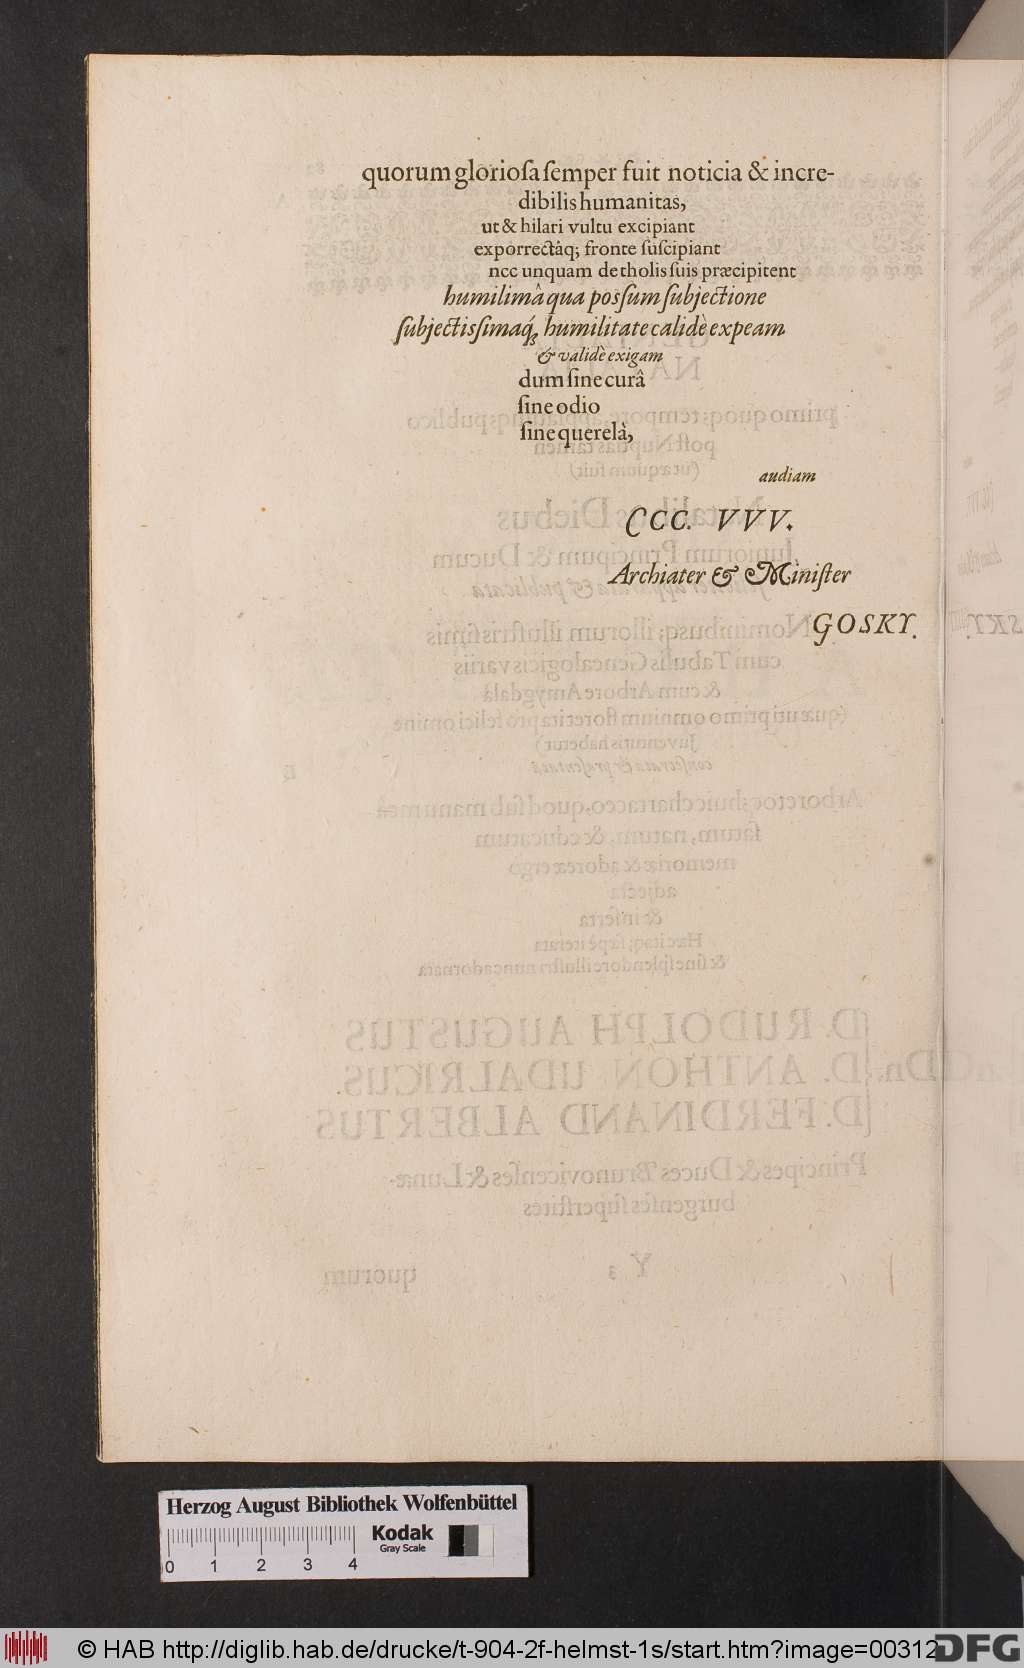 quorum glorioſa ſemper fuit noticia & incre-
dibilis humanitas,
ut & hilari vultu excipiant
exporrectâq; fronte ſuſcipiant
nec unquam de tholis ſuis præcipitent
humilimâ qua poſſum ſubjectione
ſubjectiſſimaq́; humilitate calidè expeam
& validè exigam
dum ſine curâ
ſine odio
ſine querelà,
audiam
CCC. VVV.
Archiater & Miniſter
GOSKY.
Herzog August Bibliothek Wolfenbüttel
Kodak
Gray Scale
0 1 2 3 4
© HAB http://diglib.hab.de/drucke/t-904-2f-helmst-1s/start.htm?image=00312
DFG